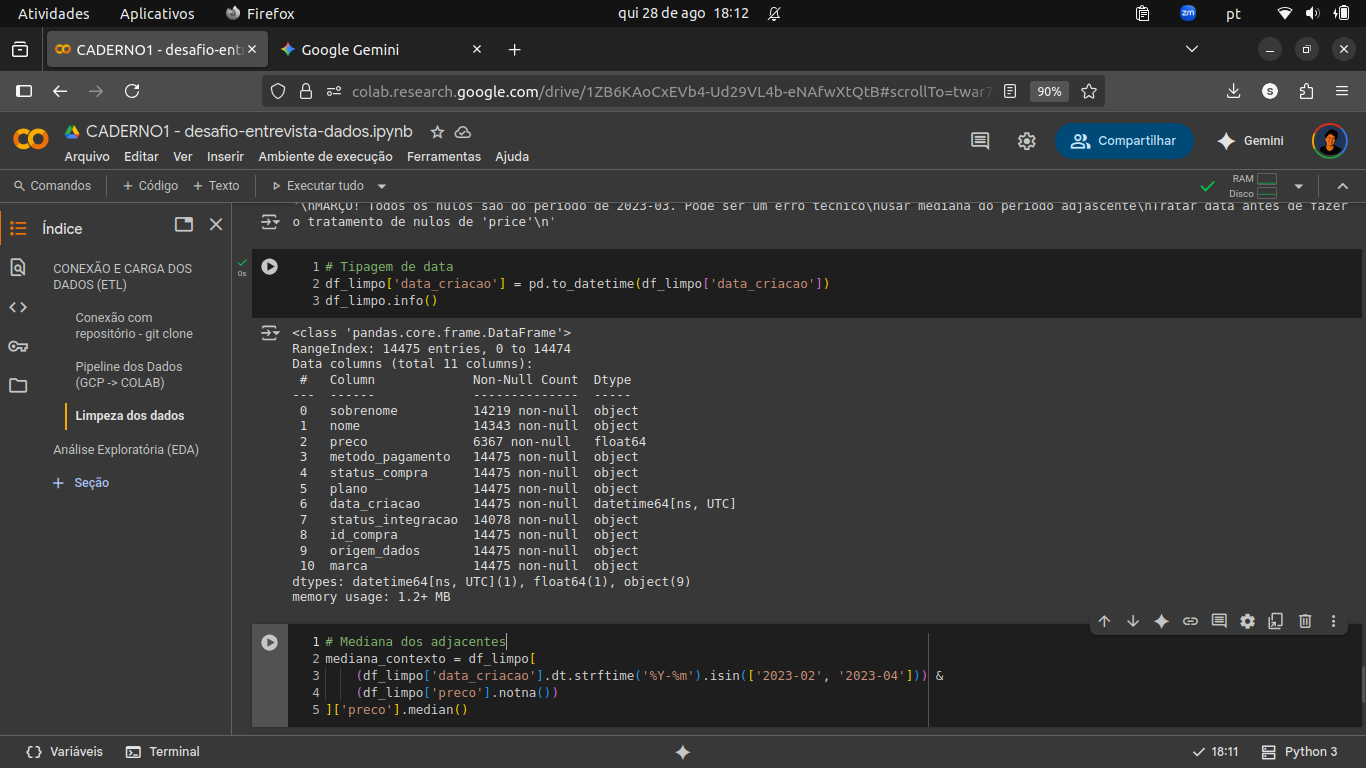 Atividades Aplicativos Firefox qui 28 de ago 18:12 zm pt
CADERNO1 - desafio-entr Google Gemini
colab.research.google.com/drive/1ZB6KAoCxEVb4-Ud29VL4b-eNAfwXtQtB#scrollTo=twar 90% S
CADERNO1 - desafio-entrevista-dados.ipynb
Arquivo Editar Ver Inserir Ambiente de execução Ferramentas Ajuda
Compartilhar Gemini
Comandos + Código + Texto Executar tudo RAM
Disco
Índice
CONEXÃO E CARGA DOS
DADOS (ETL)
Conexão com
repositório - git clone
Pipeline dos Dados
(GCP -> COLAB)
Limpeza dos dados
Análise Exploratória (EDA)
+ Seção
'\nMARÇO! Todos os nulos são do período de 2023-03. Pode ser um erro técnico\nUsar mediana do período adjascente\nTratar data antes de fazer
o tratamento de nulos de 'price'\n'
0s
1 # Tipagem de data
2 df_limpo['data_criacao'] = pd.to_datetime(df_limpo['data_criacao'])
3 df_limpo.info()
<class 'pandas.core.frame.DataFrame'>
RangeIndex: 14475 entries, 0 to 14474
Data columns (total 11 columns):
# Column Non-Null Count Dtype
--- ------ -------------- -----
0 sobrenome 14219 non-null object
1 nome 14343 non-null object
2 preco 6367 non-null float64
3 metodo_pagamento 14475 non-null object
4 status_compra 14475 non-null object
5 plano 14475 non-null object
6 data_criacao 14475 non-null datetime64[ns, UTC]
7 status_integracao 14078 non-null object
8 id_compra 14475 non-null object
9 origem_dados 14475 non-null object
10 marca 14475 non-null object
dtypes: datetime64[ns, UTC](1), float64(1), object(9)
memory usage: 1.2+ MB
1 # Mediana dos adjacentes
2 mediana_contexto = df_limpo[
3 (df_limpo['data_criacao'].dt.strftime('%Y-%m').isin(['2023-02', '2023-04'])) &
4 (df_limpo['preco'].notna())
5 ]['preco'].median()
Variáveis Terminal 18:11 Python 3